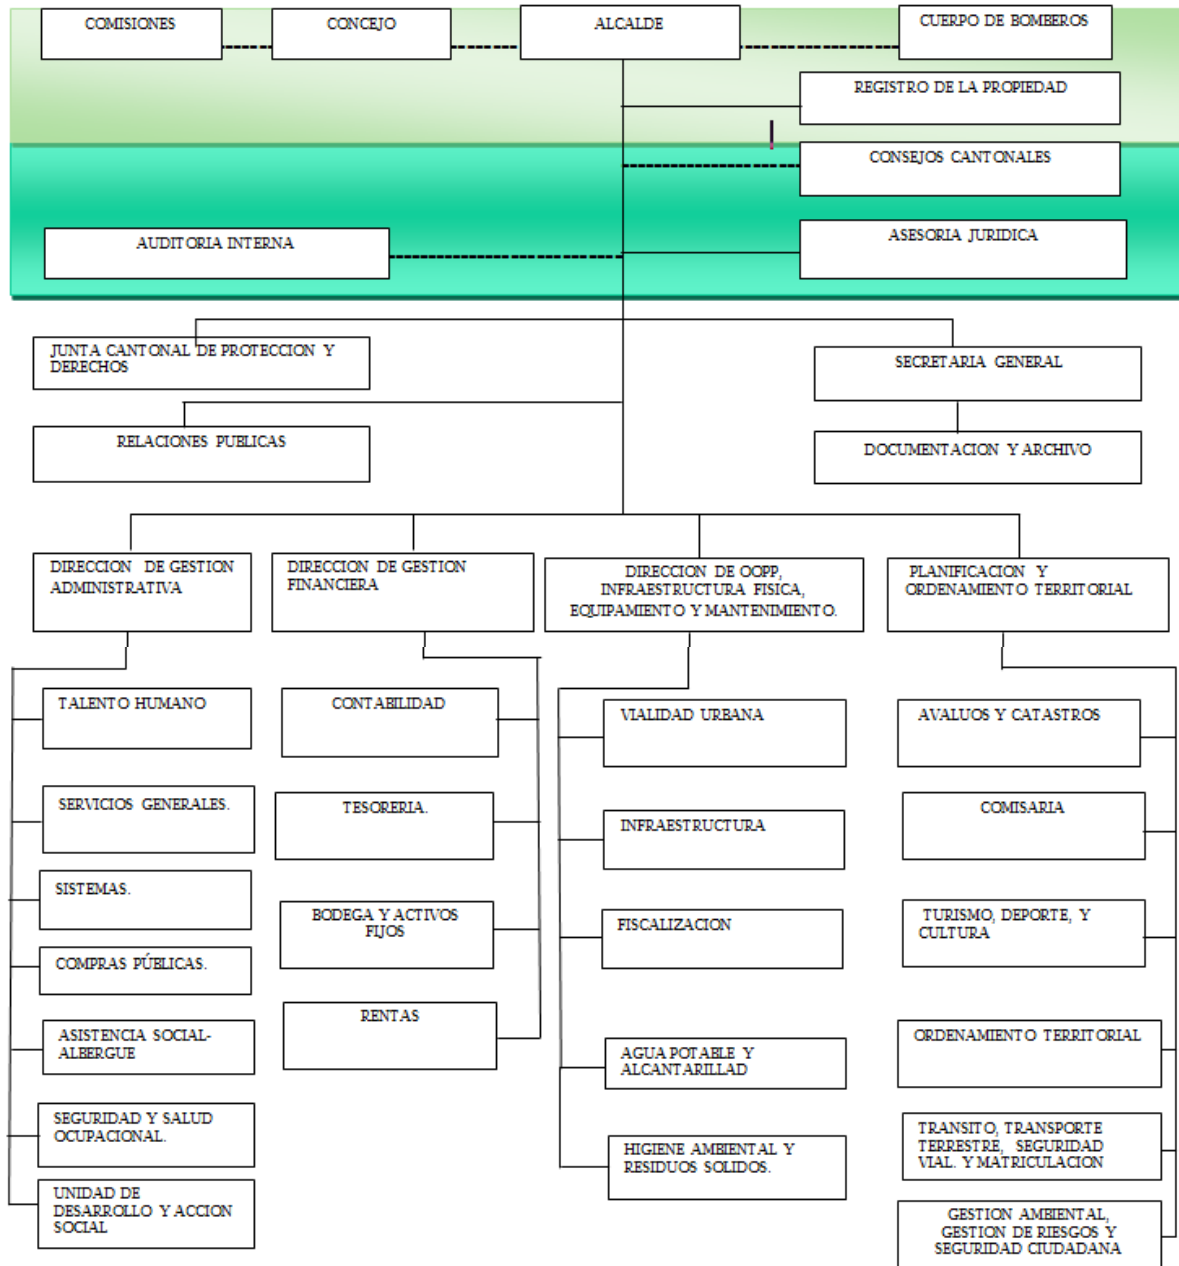 COMISIONES
CONCEJO
ALCALDE
CUERPO DE BOMBEROS
REGISTRO DE LA PROPIEDAD
CONSEJOS CANTONALES
AUDITORIA INTERNA
ASESORIA JURIDICA
JUNTA CANTONAL DE PROTECCION Y
DERECHOS
SECRETARIA GENERAL
RELACIONES PUBLICAS
DOCUMENTACION Y ARCHIVO
DIRECCION DE GESTION
ADMINISTRATIVA
DIRECCION DE GESTION
FINANCIERA
DIRECCION DE OOPP,
INFRAESTRUCTURA FISICA,
EQUIPAMIENTO Y MANTENIMIENTO.
PLANIFICACION Y
ORDENAMIENTO TERRITORIAL
TALENTO HUMANO
SERVICIOS GENERALES.
SISTEMAS.
COMPRAS PÚBLICAS.
ASISTENCIA SOCIAL-
ALBERGUE
SEGURIDAD Y SALUD
OCUPACIONAL.
UNIDAD DE
DESARROLLO Y ACCION
SOCIAL
CONTABILIDAD
TESORERIA.
BODEGA Y ACTIVOS
FIJOS
RENTAS
VIALIDAD URBANA
INFRAESTRUCTURA
FISCALIZACION
AGUA POTABLE Y
ALCANTARILLAD
HIGIENE AMBIENTAL Y
RESIDUOS SOLIDOS.
AVALUOS Y CATASTROS
COMISARIA
TURISMO, DEPORTE, Y
CULTURA
ORDENAMIENTO TERRITORIAL
TRANSITO, TRANSPORTE
TERRESTRE, SEGURIDAD
VIAL. Y MATRICULACION
GESTION AMBIENTAL,
GESTION DE RIESGOS Y
SEGURIDAD CIUDADANA